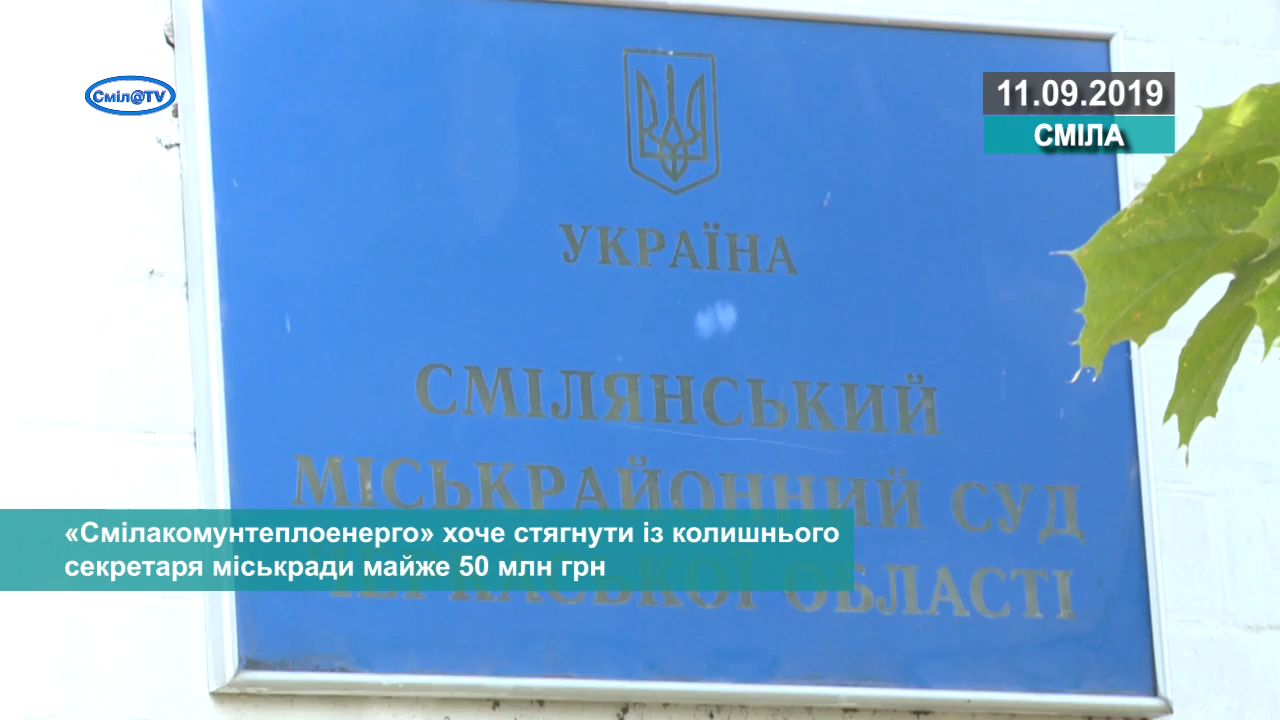 Сміл@TV
11.09.2019
СМІЛА
УКРАЇНА
СМІЛЯНСЬКИЙ
МІСЬКРАЙОННИЙ СУД
ЧЕРКАСЬКОЇ ОБЛАСТІ
«Смілакомунтеплоенерго» хоче стягнути із колишнього
секретаря міськради майже 50 млн грн